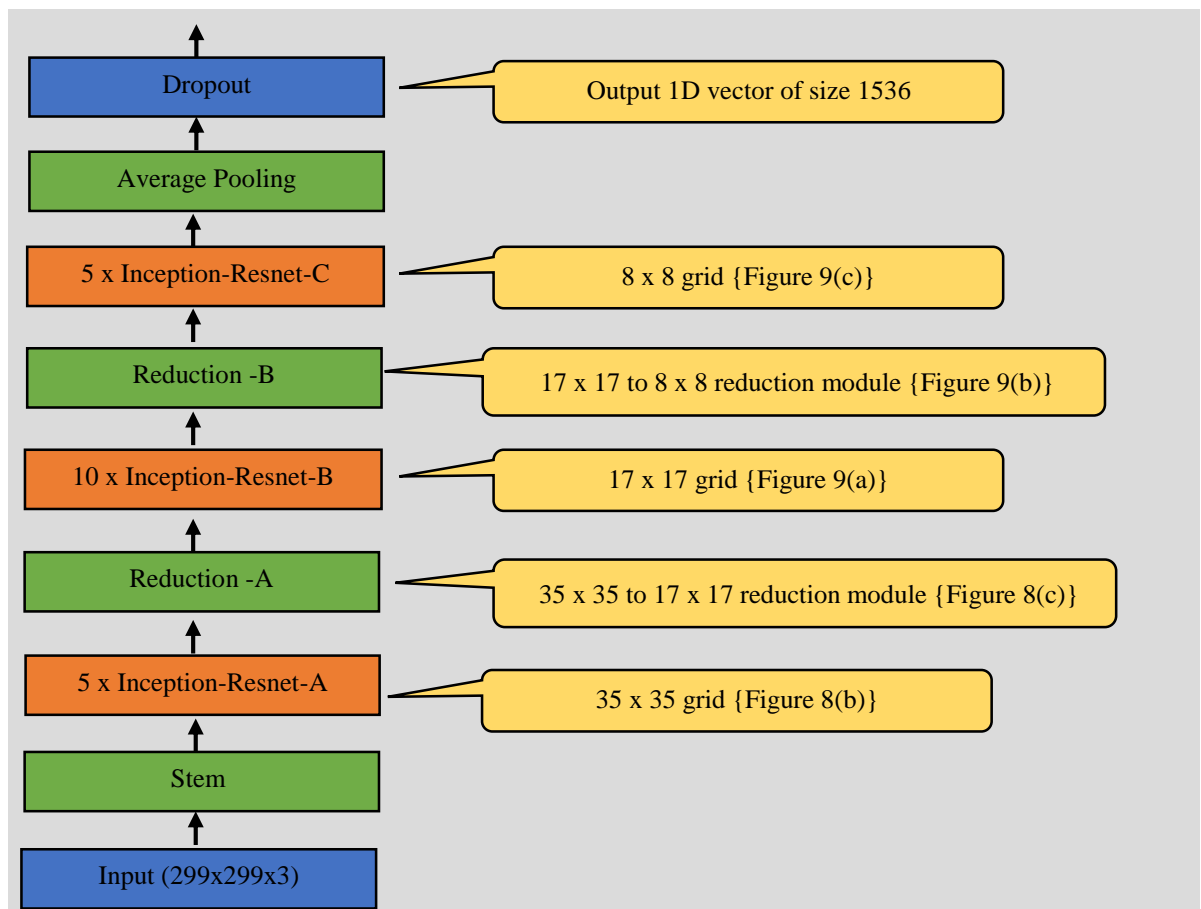 Dropout
Output 1D vector of size 1536
Average Pooling
5 x Inception-Resnet-C
8 x 8 grid {Figure 9(c)}
Reduction -B
17 x 17 to 8 x 8 reduction module {Figure 9(b)}
10 x Inception-Resnet-B
17 x 17 grid {Figure 9(a)}
Reduction -A
35 x 35 to 17 x 17 reduction module {Figure 8(c)}
5 x Inception-Resnet-A
35 x 35 grid {Figure 8(b)}
Stem
Input (299x299x3)